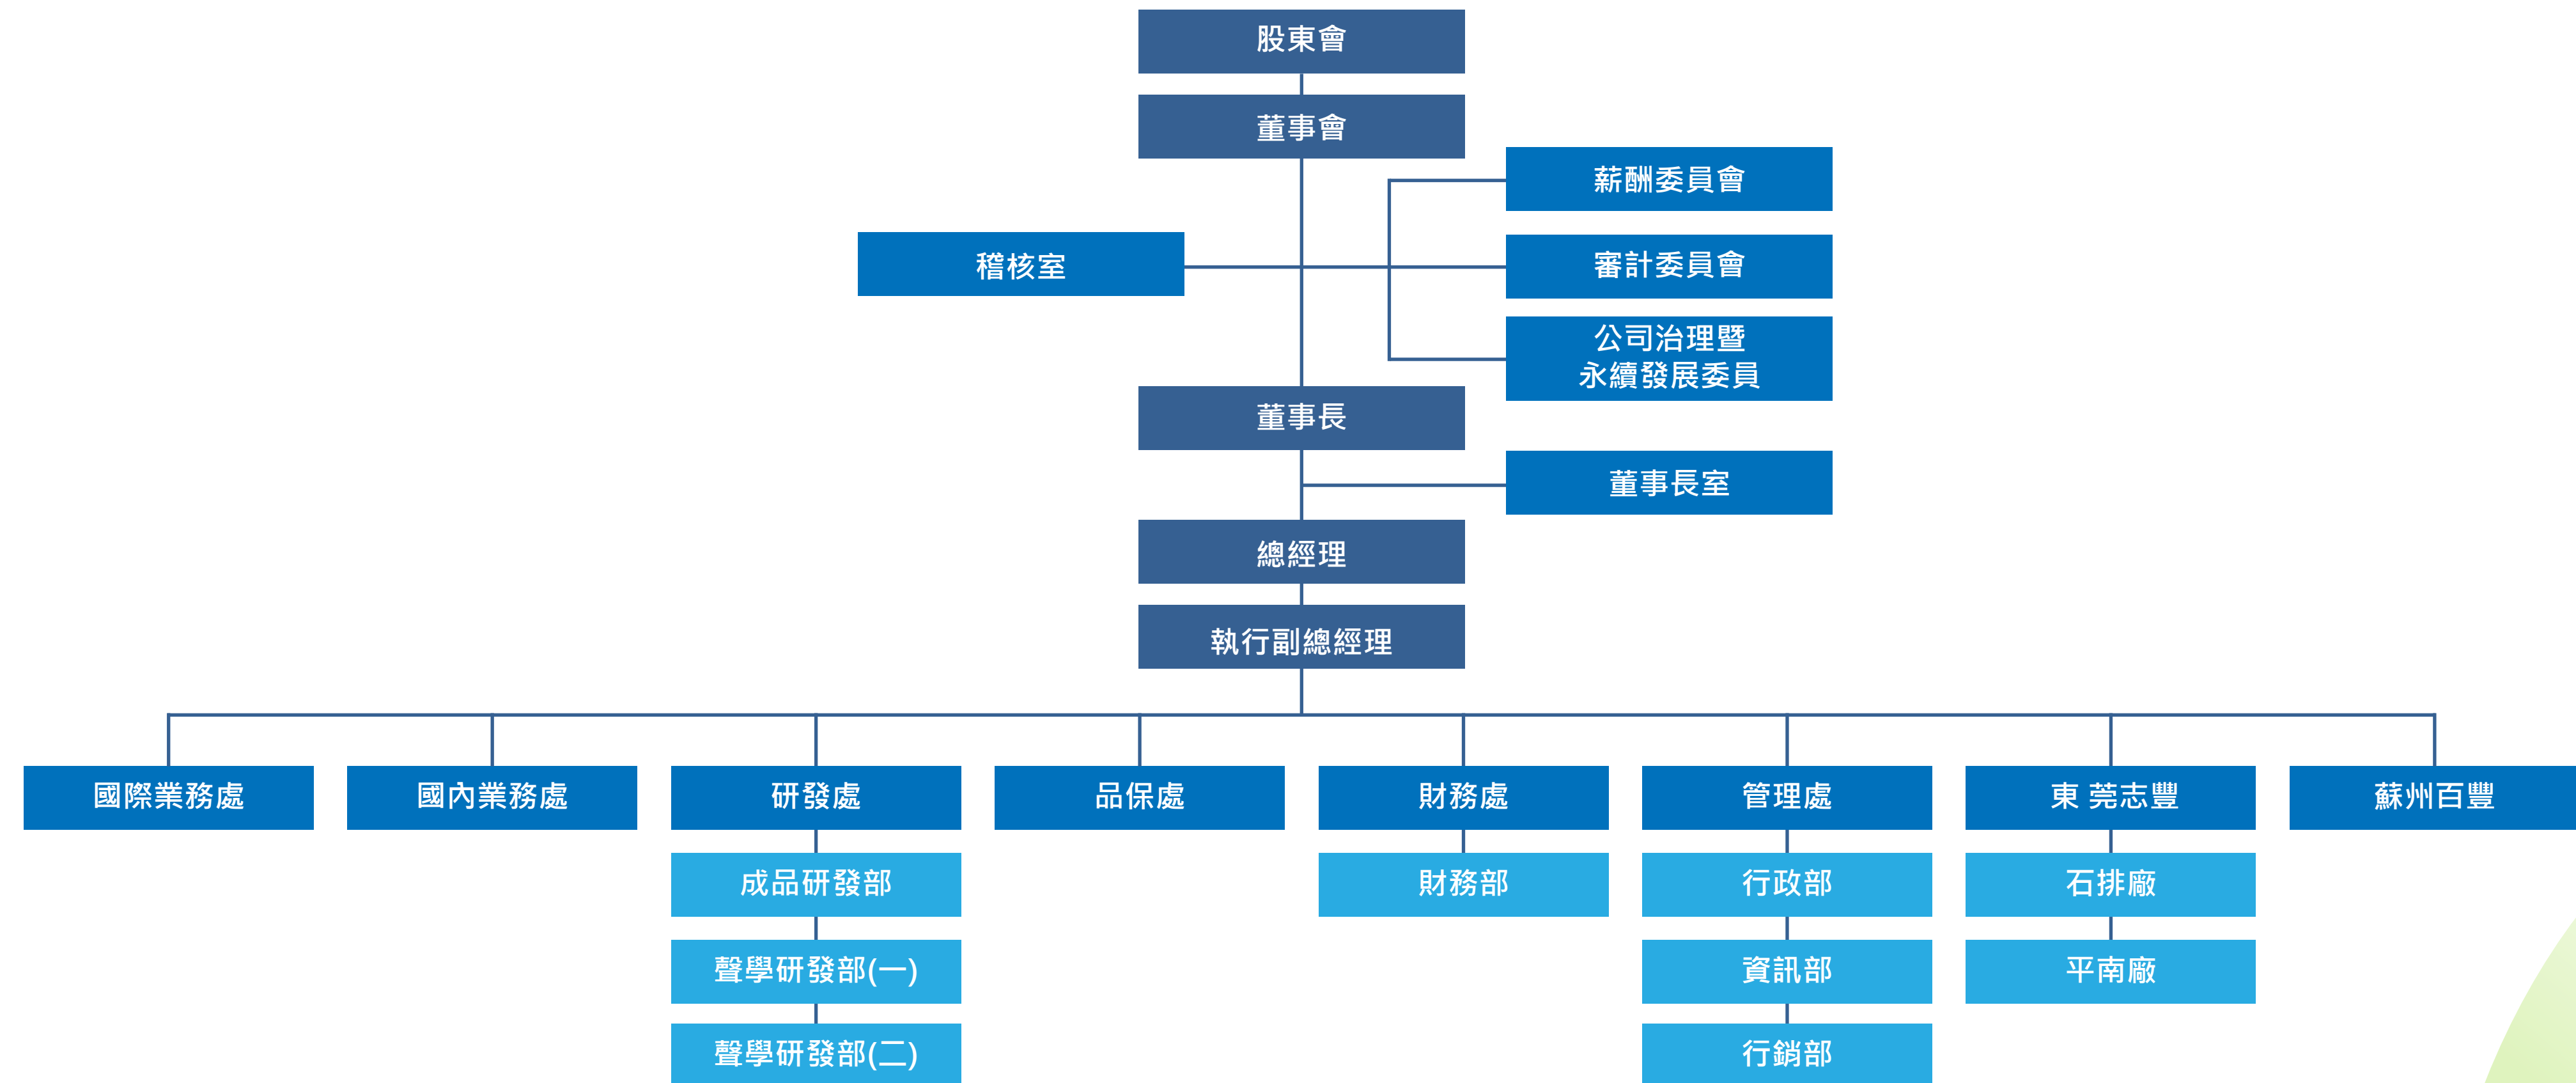 股東會
董事會
薪酬委員會
稽核室
審計委員會
公司治理暨
永續發展委員
董事長
董事長室
總經理
執行副總經理
國際業務處
國內業務處
研發處
品保處
財務處
管理處
東 莞志豐
蘇州百豐
成品研發部
財務部
行政部
石排廠
聲學研發部(一)
資訊部
平南廠
聲學研發部(二)
行銷部